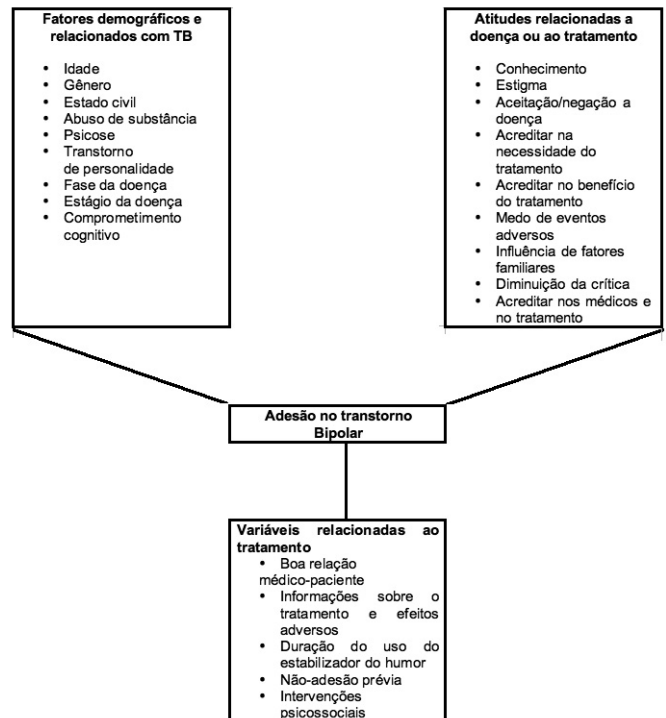 Fatores demográficos e
relacionados com TB
• Idade
• Gênero
• Estado civil
• Abuso de substância
• Psicose
• Transtorno
de personalidade
• Fase da doença
• Estágio da doença
• Comprometimento
cognitivo
Atitudes relacionadas a
doença ou ao tratamento
• Conhecimento
• Estigma
• Aceitação/negação a
doença
• Acreditar na
necessidade do
tratamento
• Acreditar no benefício
do tratamento
• Medo de eventos
adversos
• Influência de fatores
familiares
• Diminuição da crítica
• Acreditar nos médicos e
no tratamento
Adesão no transtorno
Bipolar
Variáveis relacionadas ao
tratamento
• Boa relação
médico-paciente
• Informações sobre o
tratamento e efeitos
adversos
• Duração do uso do
estabilizador do humor
• Não-adesão prévia
• Intervenções
psicossociais